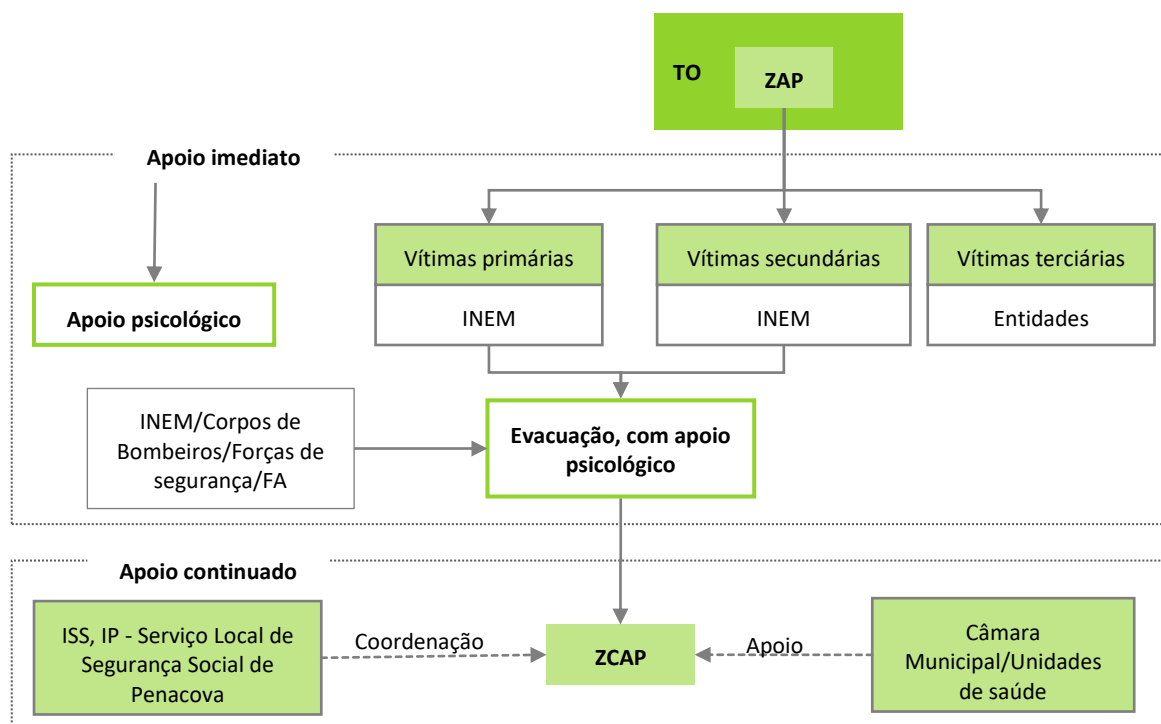 TO
ZAP
Apoio imediato
Vítimas primárias
Vítimas secundárias
Vítimas terciárias
INEM
INEM
Entidades
Apoio psicológico
INEM/Corpos de
Bombeiros/Forças de
segurança/FA
Evacuação, com apoio
psicológico
Apoio continuado
ISS, IP - Serviço Local de
Segurança Social de
Penacova
Coordenação
ZCAP
Apoio
Câmara
Municipal/Unidades
de saúde